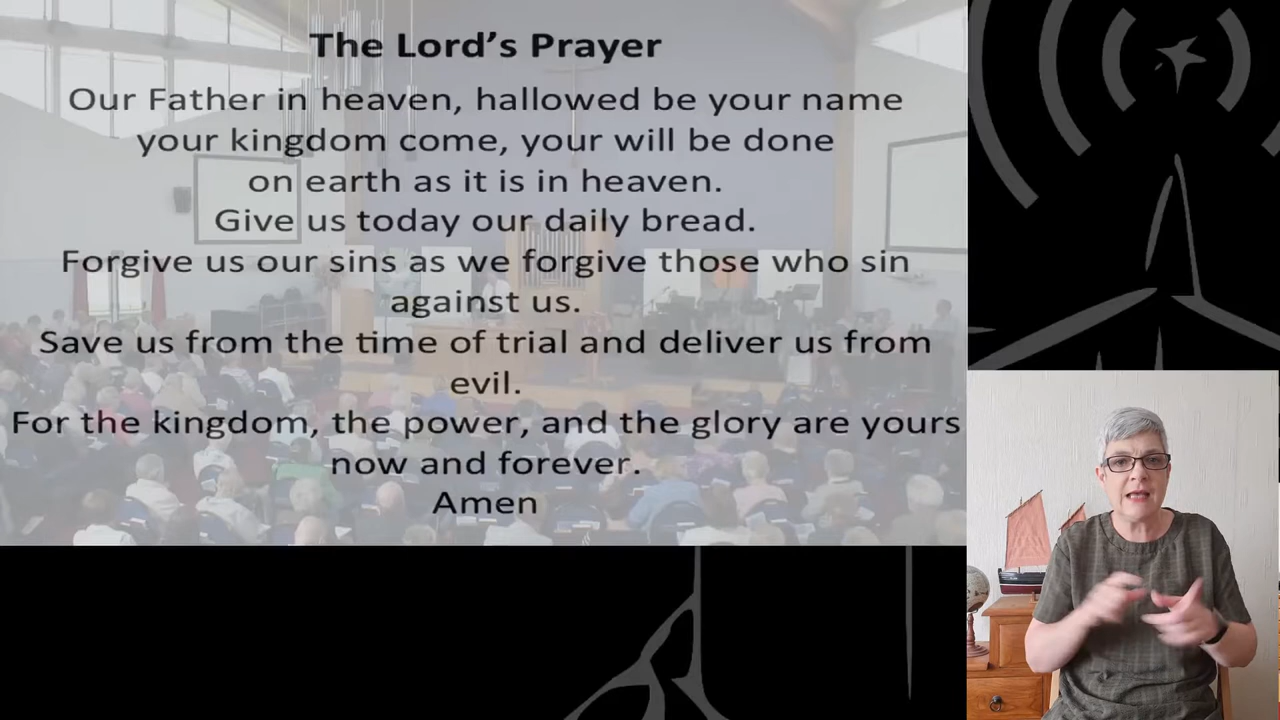 The Lord’s Prayer
Our Father in heaven, hallowed be your name
your kingdom come, your will be done
on earth as it is in heaven.
Give us today our daily bread.
Forgive us our sins as we forgive those who sin
against us.
Save us from the time of trial and deliver us from
evil.
For the kingdom, the power, and the glory are yours
now and forever.
Amen